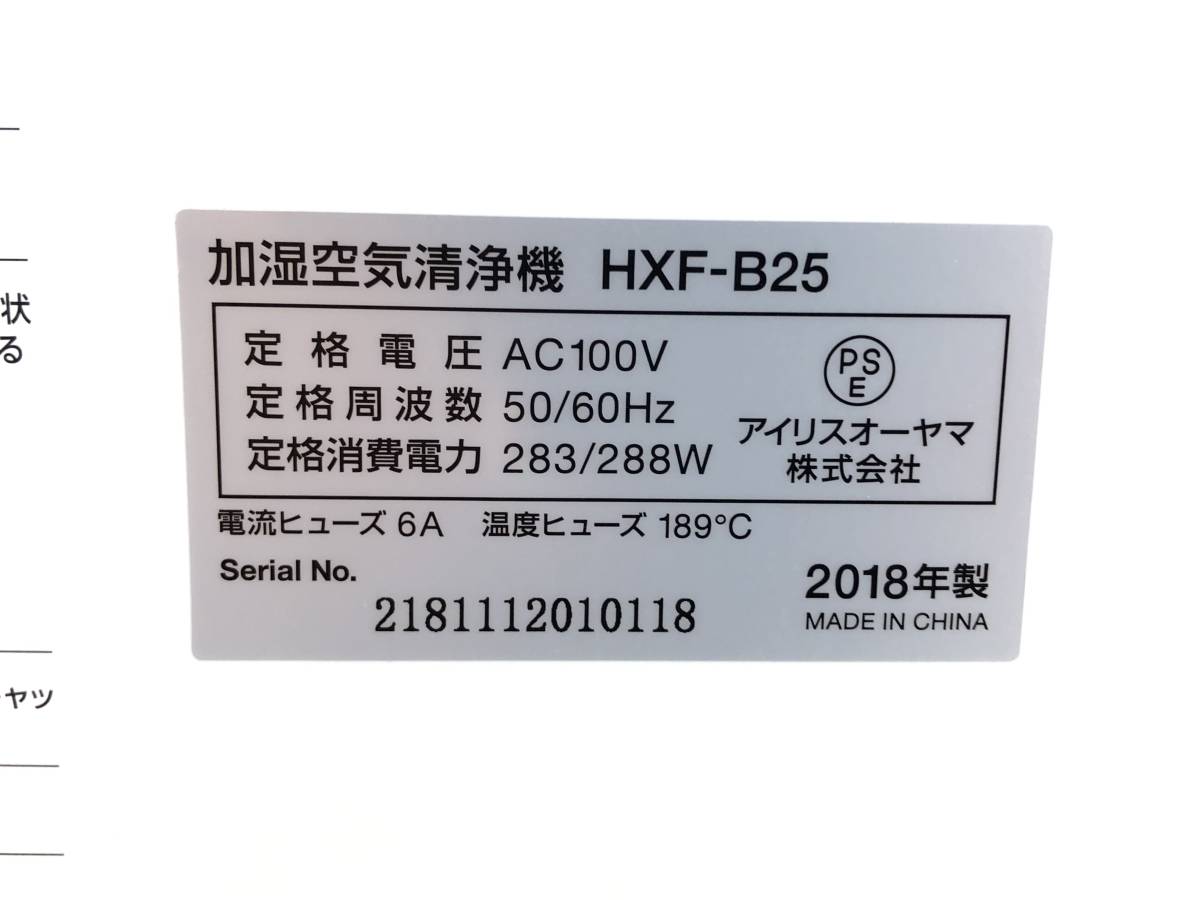 加湿空気清浄機 HXF-B25
定格電圧 AC100V
定格周波数 50/60Hz
定格消費電力 283/288W
PS
E
アイリスオーヤマ
株式会社
電流ヒューズ 6A 温度ヒューズ 189°C
Serial No.
2181112010118
2018年製
MADE IN CHINA
状
る
ヤツ